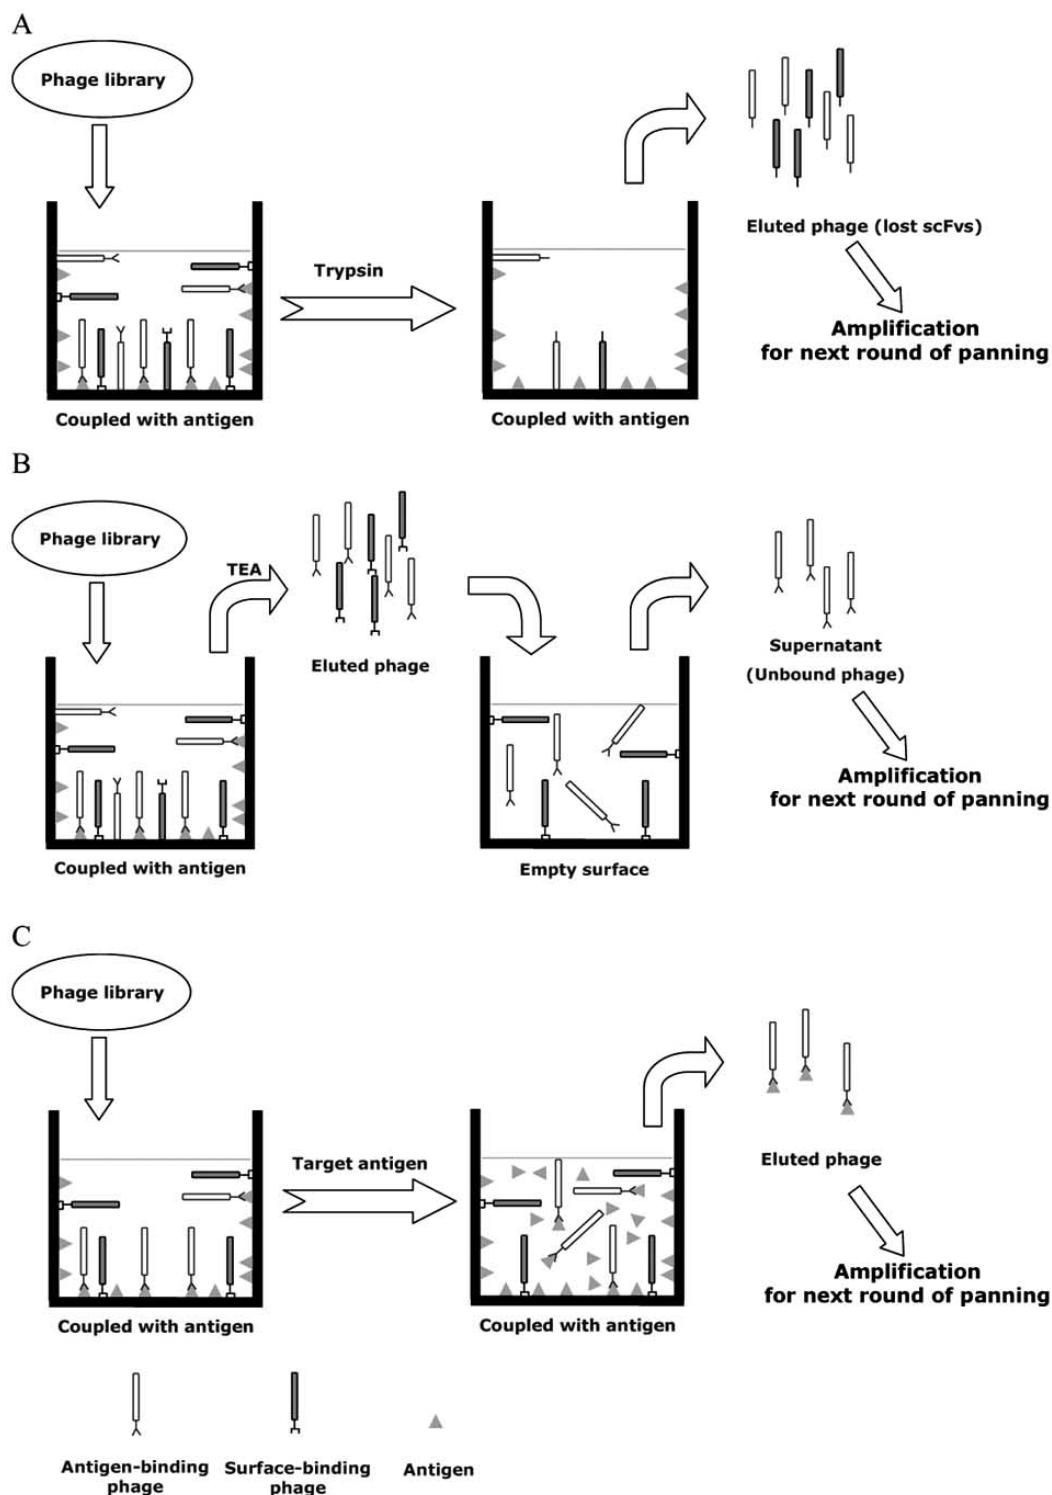 A
Phage library
Trypsin
Eluted phage (lost scFvs)
Amplification
for next round of panning
Coupled with antigen
Coupled with antigen
B
Phage library
TEA
Eluted phage
Supernatant
(Unbound phage)
Amplification
for next round of panning
Coupled with antigen
Empty surface
C
Phage library
Target antigen
Eluted phage
Amplification
for next round of panning
Coupled with antigen
Coupled with antigen
Antigen-binding
phage
Surface-binding
phage
Antigen